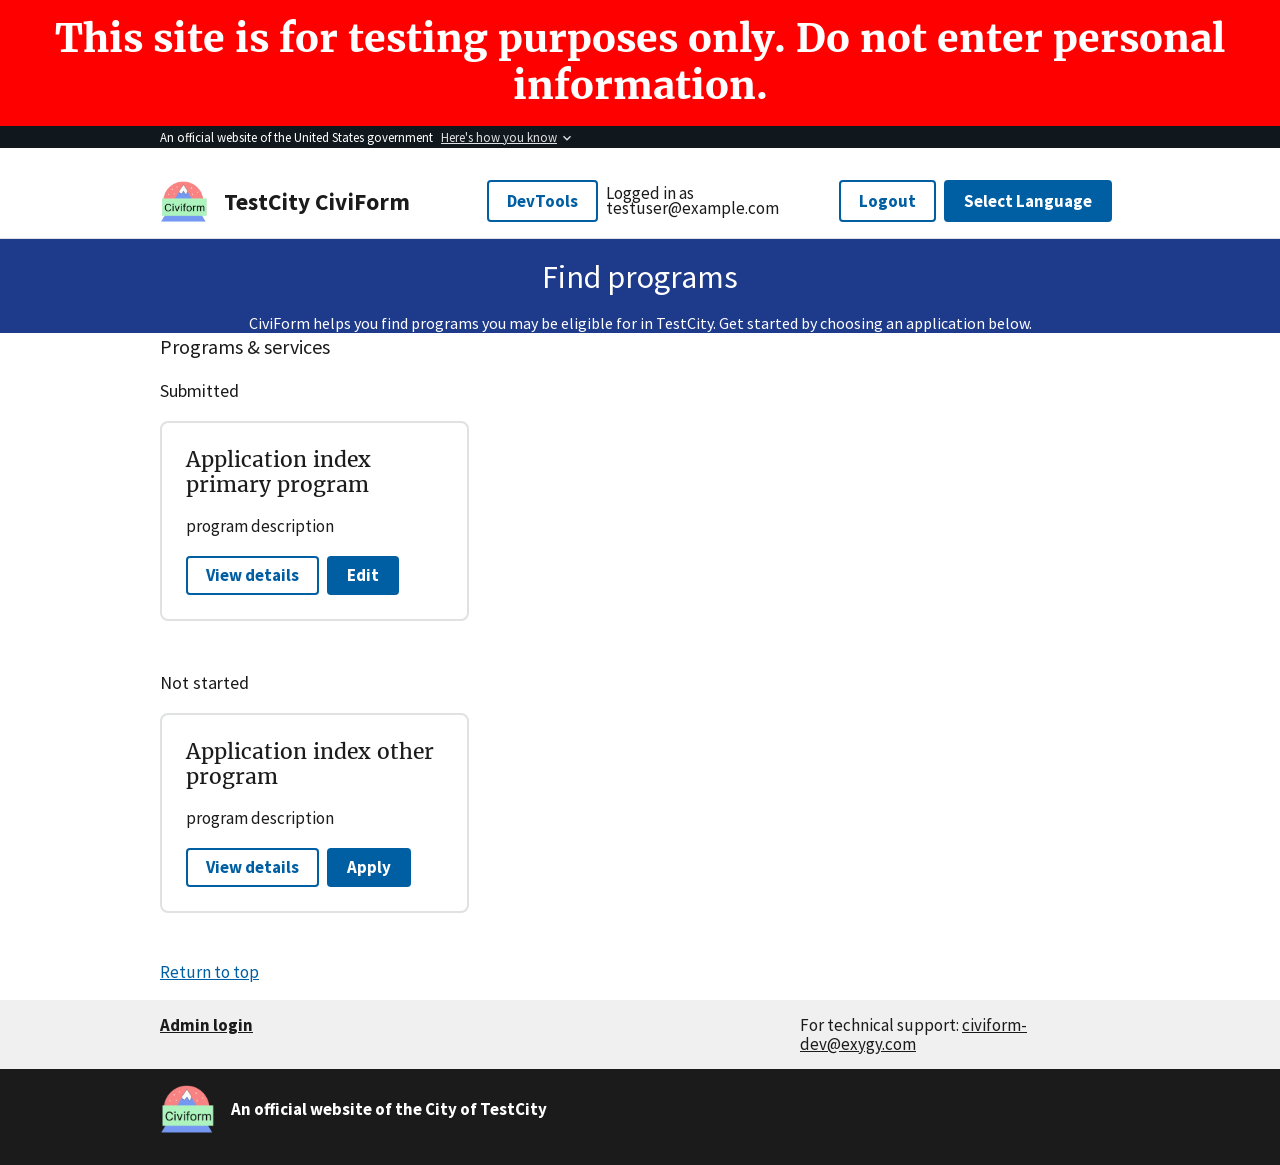 This site is for testing purposes only. Do not enter personal
information.
An official website of the United States government Here's how you know
Civiform
TestCity CiviForm
DevTools
Logged in as
testuser@example.com
Logout
Select Language
Find programs
CiviForm helps you find programs you may be eligible for in TestCity. Get started by choosing an application below.
Programs & services
Submitted
Application index
primary program
program description
View details
Edit
Not started
Application index other
program
program description
View details
Apply
Return to top
Admin login
For technical support: civiform-
dev@exygy.com
Civiform
An official website of the City of TestCity